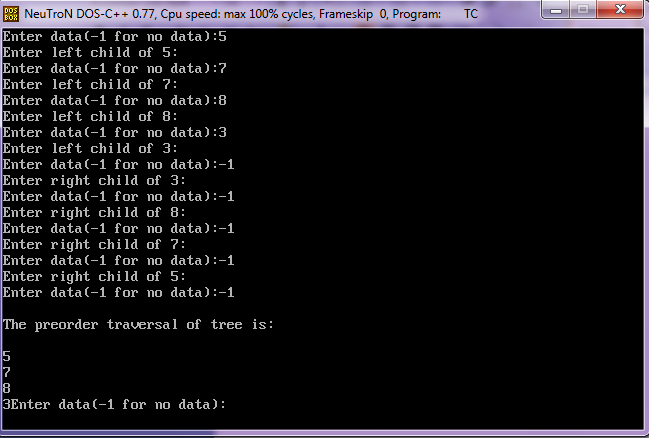 DOS BOX NeuTroN DOS-C++ 0.77, Cpu speed: max 100% cycles, Frameskip 0, Program: TC
Enter data(-1 for no data):5
Enter left child of 5:
Enter data(-1 for no data):7
Enter left child of 7:
Enter data(-1 for no data):8
Enter left child of 8:
Enter data(-1 for no data):3
Enter left child of 3:
Enter data(-1 for no data):-1
Enter right child of 3:
Enter data(-1 for no data):-1
Enter right child of 8:
Enter data(-1 for no data):-1
Enter right child of 7:
Enter data(-1 for no data):-1
Enter right child of 5:
Enter data(-1 for no data):-1
The preorder traversal of tree is:
5
7
8
3Enter data(-1 for no data):